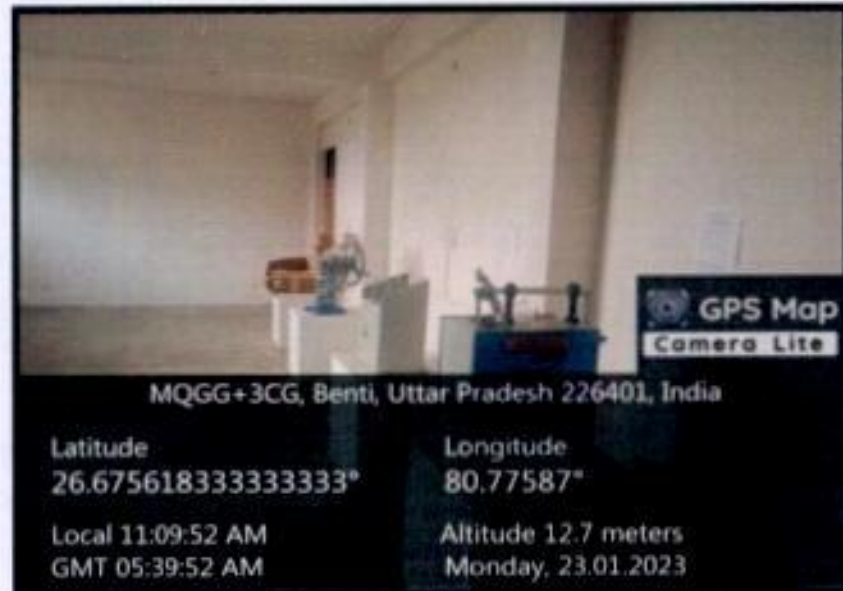 GPS Map
Camera Lite
MQGG+3CG, Benti, Uttar Pradesh 226401, India
Latitude
26.675618333333333°
Longitude
80.77587°
Local 11:09:52 AM
GMT 05:39:52 AM
Altitude 12.7 meters
Monday, 23.01.2023